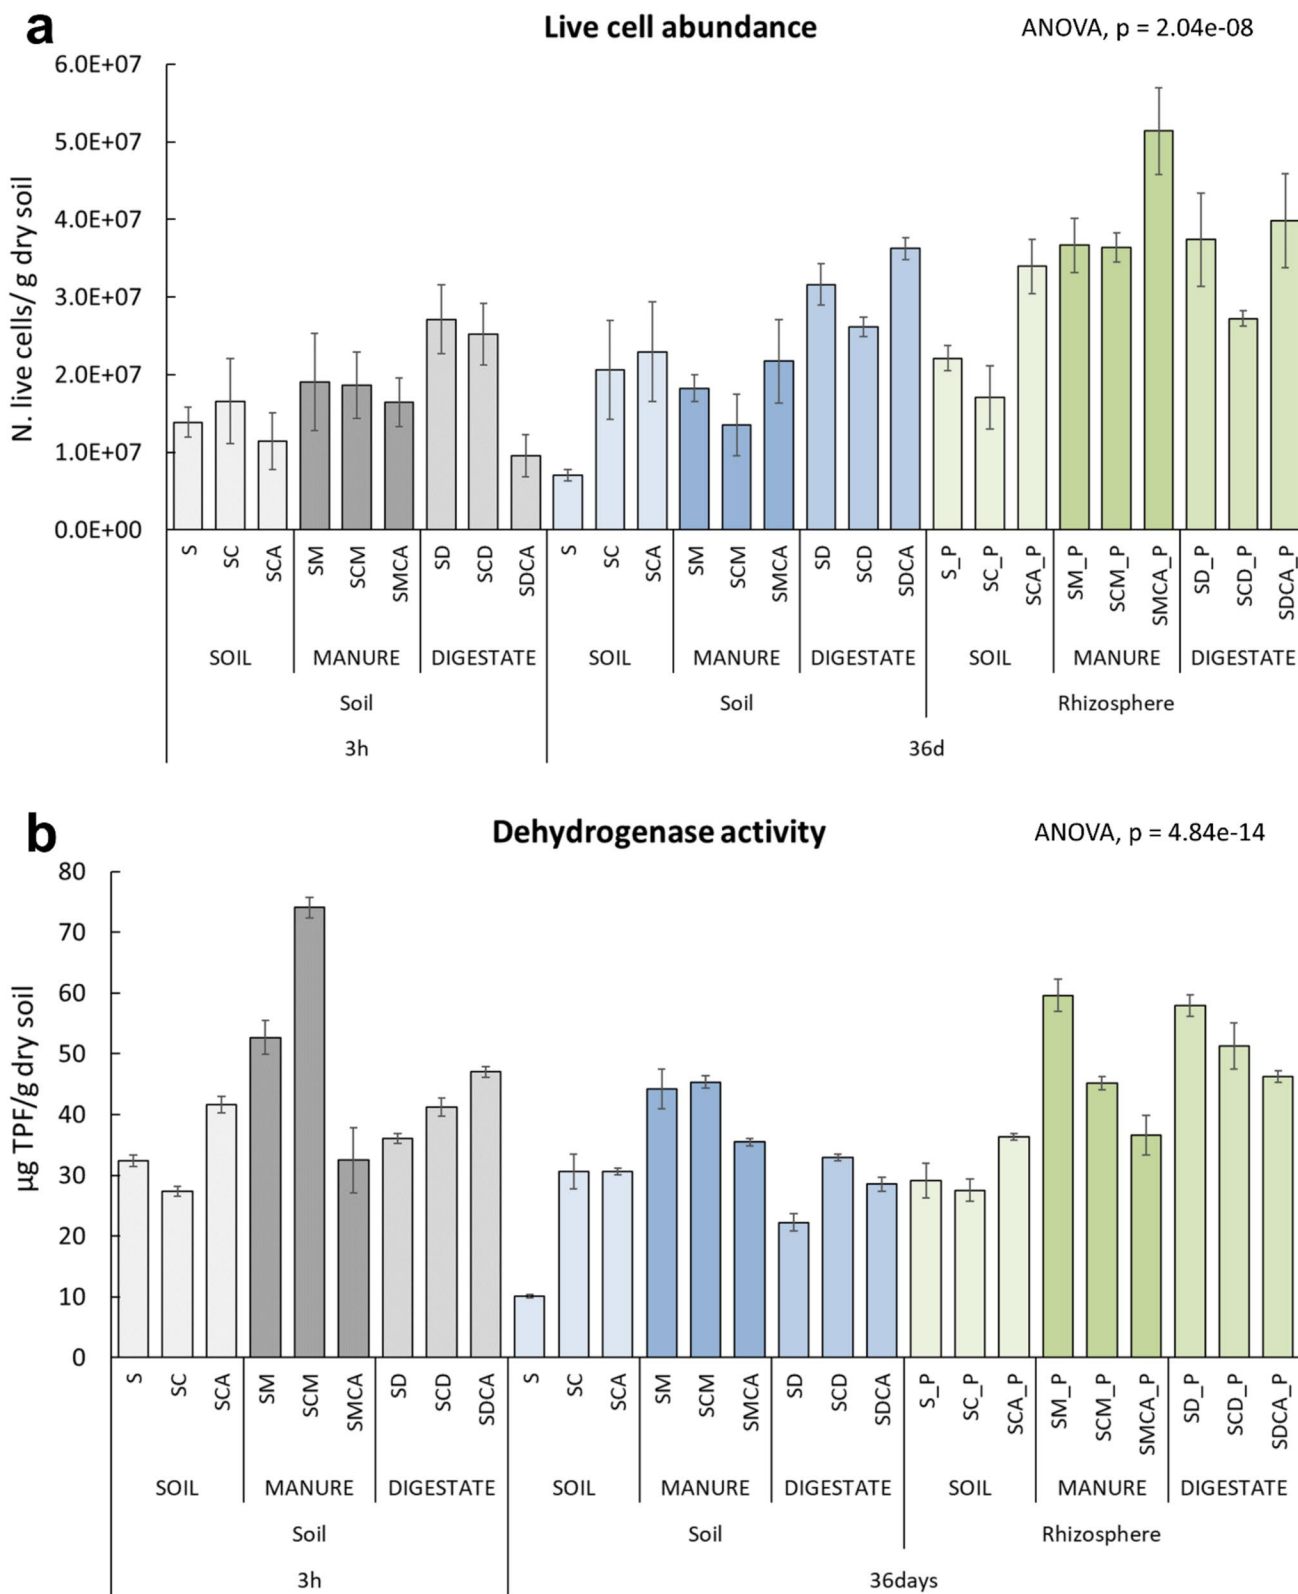 a
Live cell abundance
ANOVA, p = 2.04e-08
N. live cells/ g dry soil
6.0E+07
5.0E+07
4.0E+07
3.0E+07
2.0E+07
1.0E+07
0.0E+00
S SC SCA SM SCM SMCA SD SCD SDCA S SC SCA SM SCM SMCA SD SCD SDCA S_P SC_P SCA_P SM_P SCM_P SMCA_P SD_P SCD_P SDCA_P
SOIL MANURE DIGESTATE SOIL MANURE DIGESTATE SOIL MANURE DIGESTATE
Soil Soil Rhizosphere
3h 36d
b
Dehydrogenase activity
ANOVA, p = 4.84e-14
µg TPF/g dry soil
80
70
60
50
40
30
20
10
0
S SC SCA SM SCM SMCA SD SCD SDCA S SC SCA SM SCM SMCA SD SCD SDCA S_P SC_P SCA_P SM_P SCM_P SMCA_P SD_P SCD_P SDCA_P
SOIL MANURE DIGESTATE SOIL MANURE DIGESTATE SOIL MANURE DIGESTATE
Soil Soil Rhizosphere
3h 36days